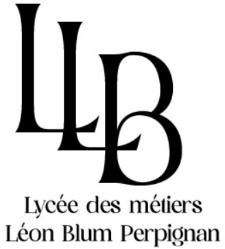 LLB
Lycée des métiers
Léon Blum Perpignan